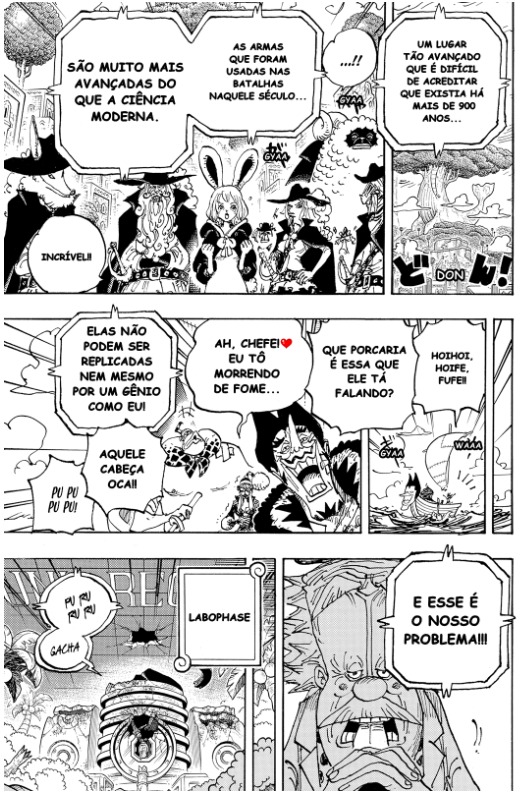 UM LUGAR
TÃO AVANÇADO
QUE É DIFÍCIL
DE ACREDITAR
QUE EXISTIA HÁ
MAIS DE 900
ANOS...
DON
...!!
GYAA
AS ARMAS
QUE FORAM
USADAS NAS
BATALHAS
NAQUELE SÉCULO...
GYAA
SÃO MUITO MAIS
AVANÇADAS DO
QUE A CIÊNCIA
MODERNA.
INCRÍVEL!!
HOIHOI,
HOIFE,
FUFE!!
WAAA
GYAA
QUE PORCARIA
É ESSA QUE
ELE TÁ
FALANDO?
AH, CHEFE!❤
EU TÔ
MORRENDO
DE FOME...
ELAS NÃO
PODEM SER
REPLICADAS
NEM MESMO
POR UM GÊNIO
COMO EU!
AQUELE
CABEÇA
OCA!!
PU PU
PU PU!
E ESSE É
O NOSSO
PROBLEMA!!!
LABOPHASE
PU RU
RU RU
GACHA